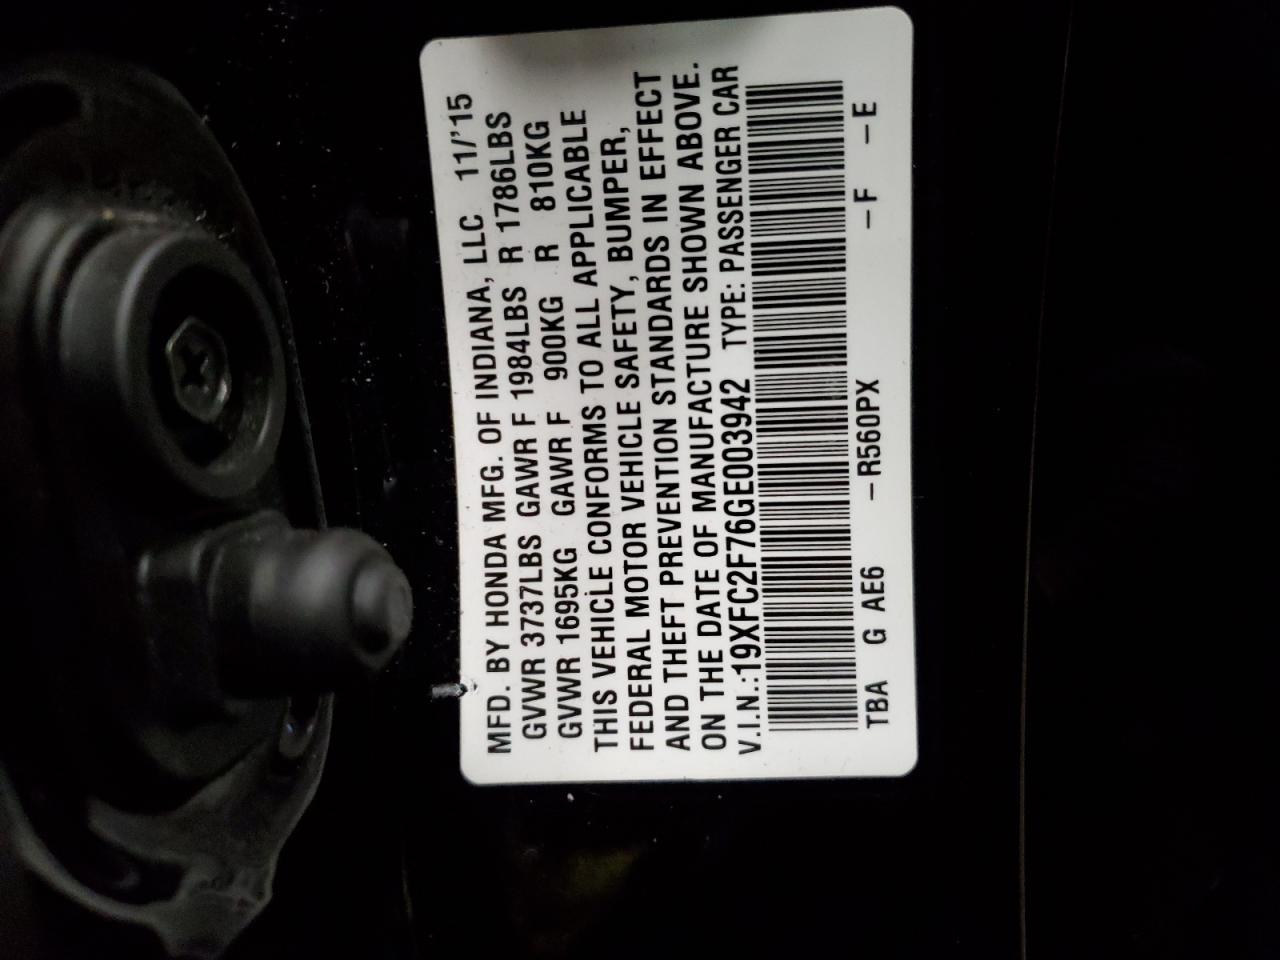 MFD. BY HONDA MFG. OF INDIANA, LLC 11/'15
GVWR 3737LBS GAWR F 1984LBS R 1786LBS
GVWR 1695KG GAWR F 900KG R 810KG
THIS VEHICLE CONFORMS TO ALL APPLICABLE
FEDERAL MOTOR VEHICLE SAFETY, BUMPER,
AND THEFT PREVENTION STANDARDS IN EFFECT
ON THE DATE OF MANUFACTURE SHOWN ABOVE.
V.I.N.:19XFC2F76GE003942 TYPE: PASSENGER CAR
TBA G AE6 -R560PX -F -E